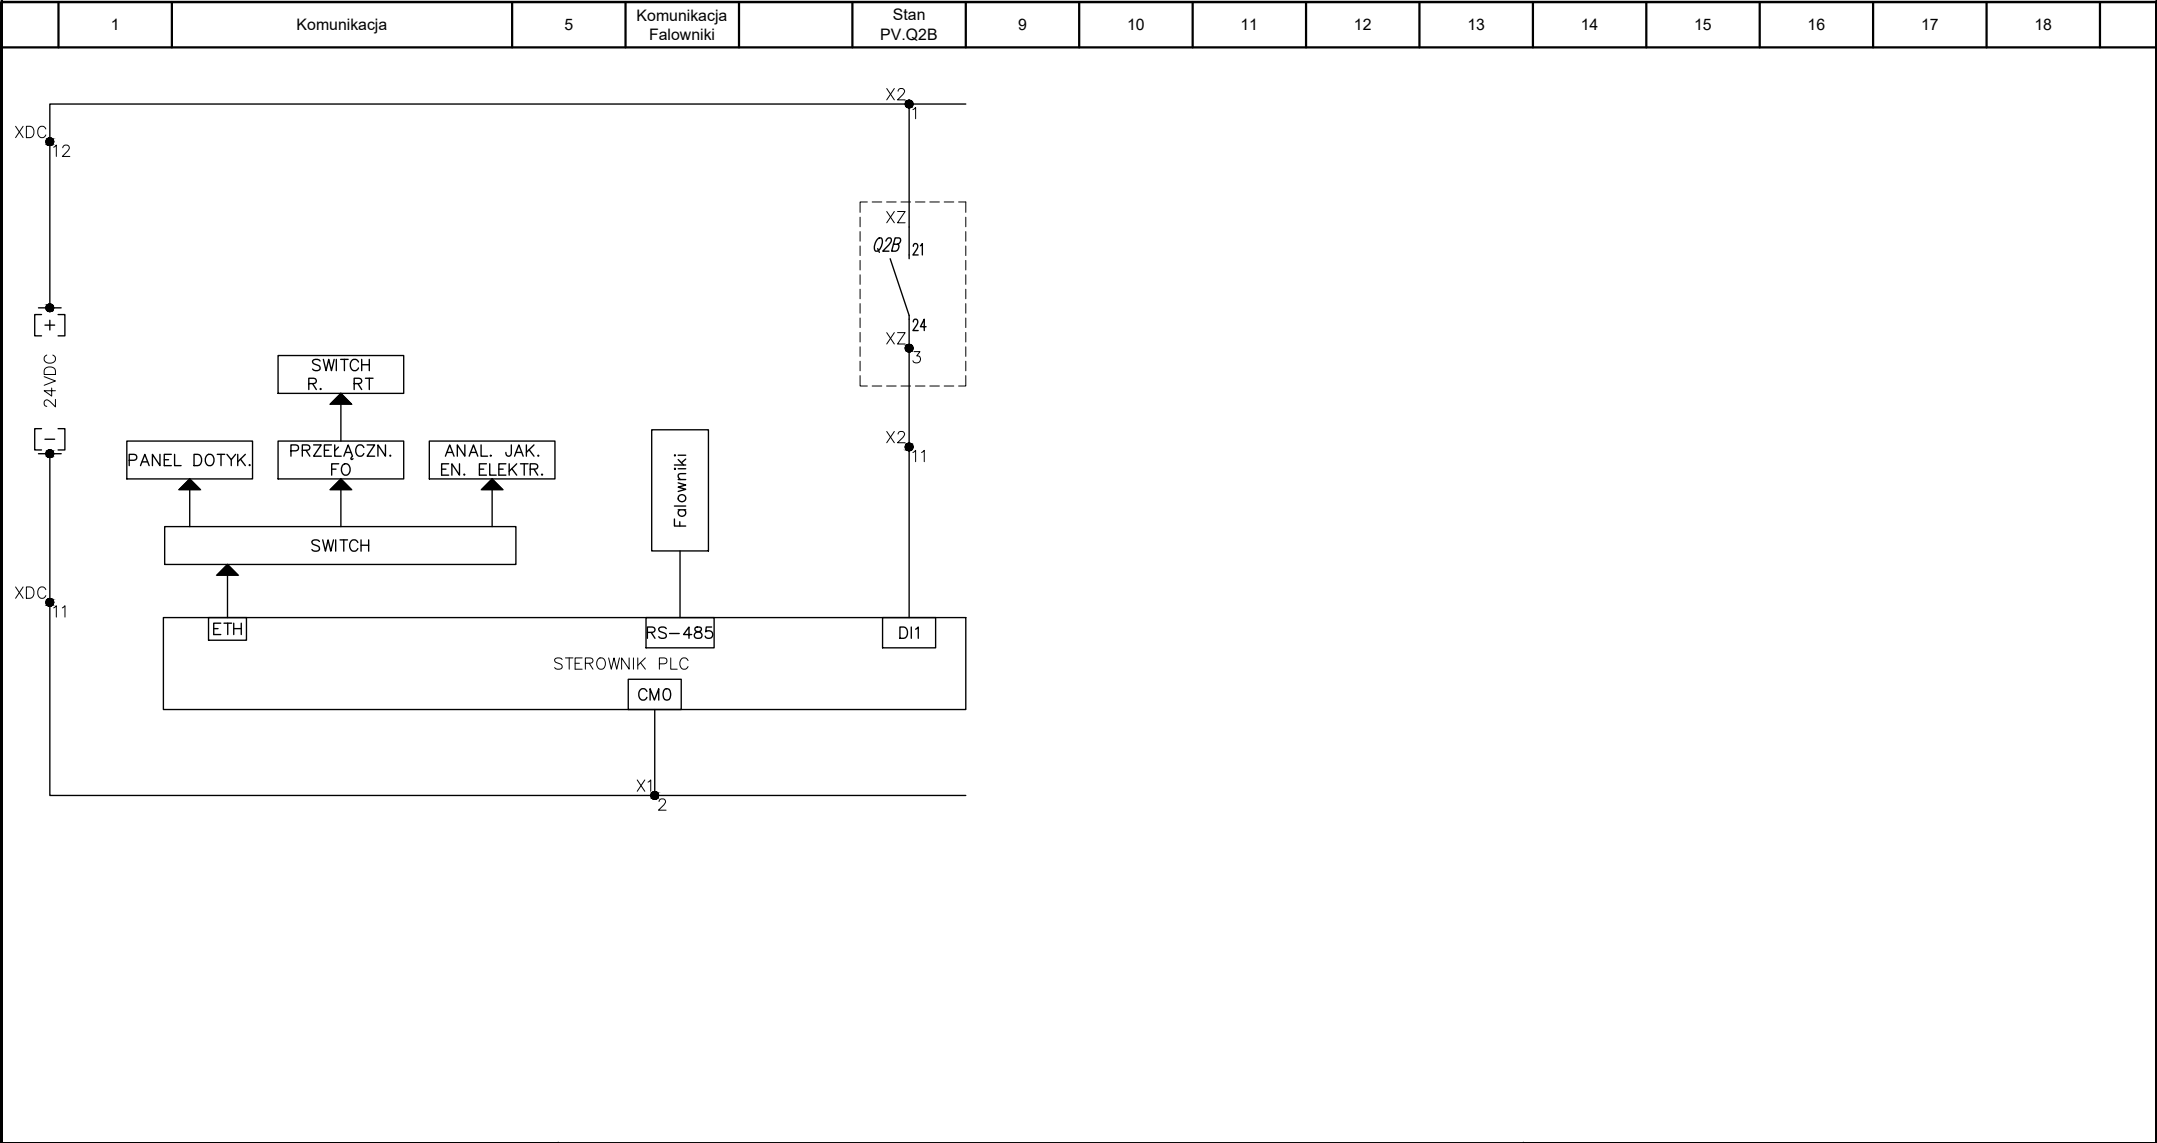 1
Komunikacja
5
Komunikacja
Falowniki
Stan
PV.Q2B
9
10
11
12
13
14
15
16
17
18
X2
1
XDC
12
XZ
Q2B
21
[+]
24
XZ
3
24VDC
SWITCH
R. RT
[-]
X2
11
PANEL DOTYK.
PRZEŁĄCZN.
FO
ANAL. JAK.
EN. ELEKTR.
Falowniki
SWITCH
XDC
11
ETH
RS-485
DI1
STEROWNIK PLC
CM0
X1
2